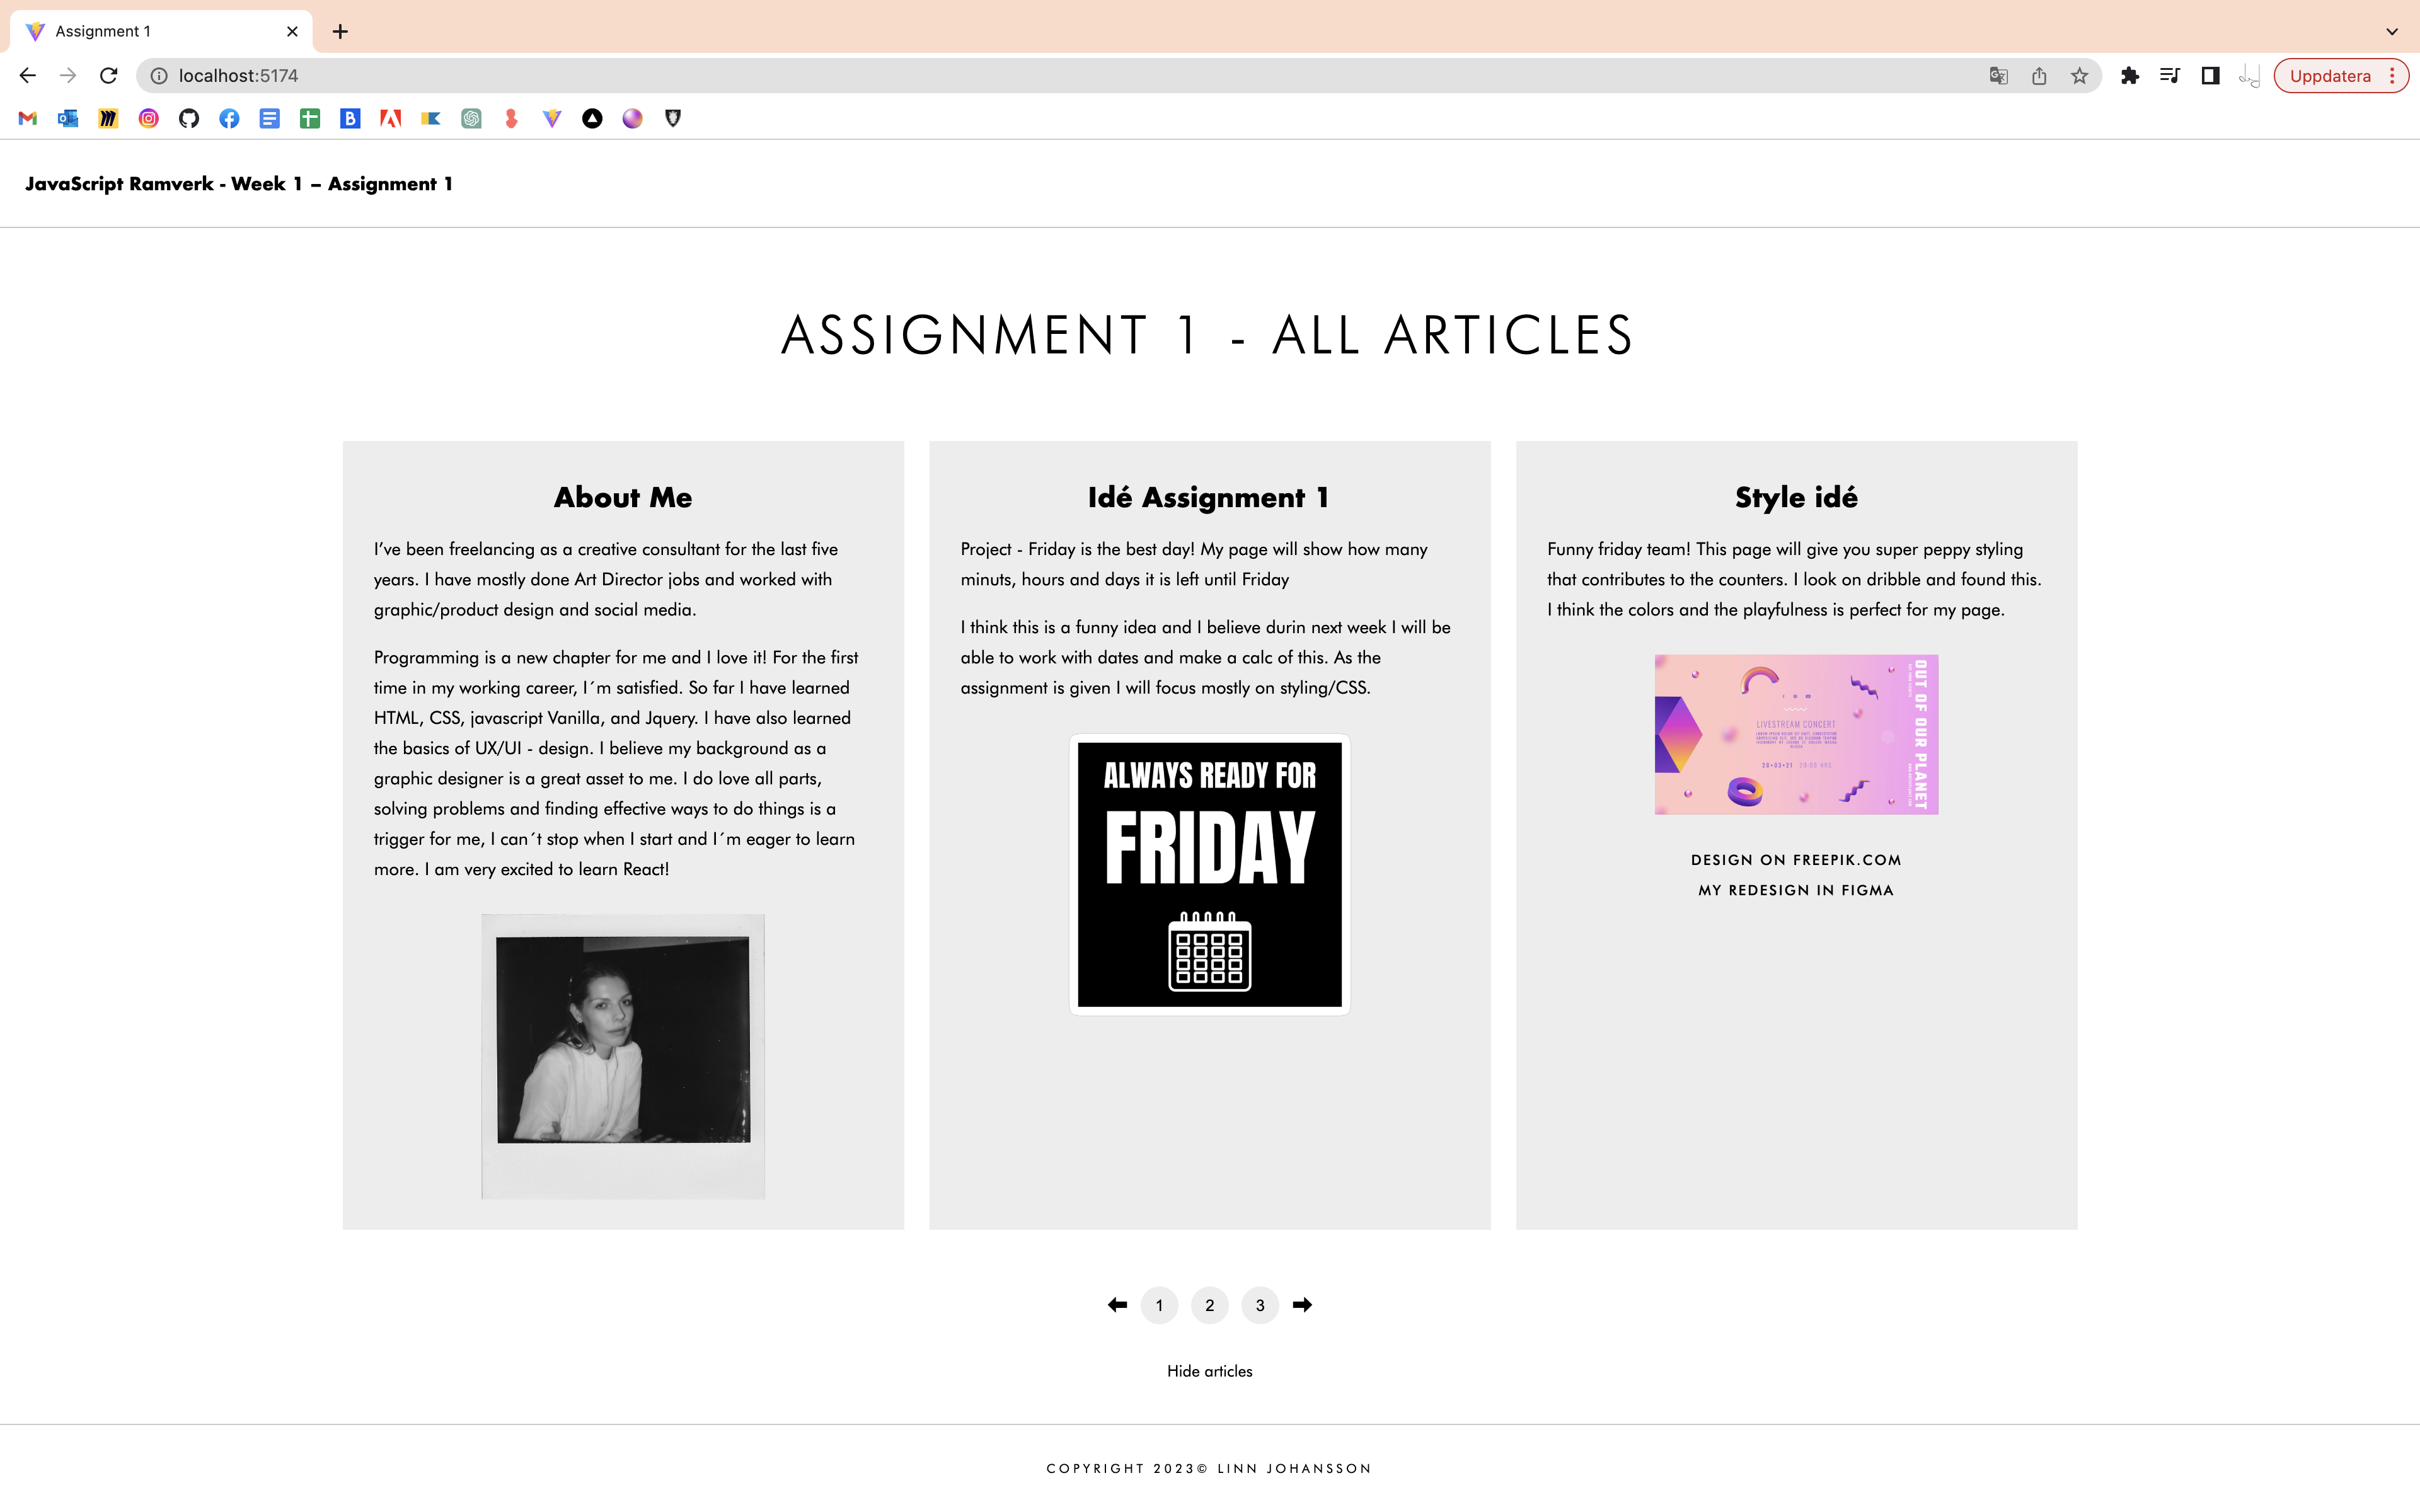 Assignment 1
localhost:5174
Uppdatera
JavaScript Ramverk - Week 1 – Assignment 1
ASSIGNMENT 1 - ALL ARTICLES
About Me
I’ve been freelancing as a creative consultant for the last five
years. I have mostly done Art Director jobs and worked with
graphic/product design and social media.
Programming is a new chapter for me and I love it! For the first
time in my working career, I´m satisfied. So far I have learned
HTML, CSS, javascript Vanilla, and Jquery. I have also learned
the basics of UX/UI - design. I believe my background as a
graphic designer is a great asset to me. I do love all parts,
solving problems and finding effective ways to do things is a
trigger for me, I can´t stop when I start and I´m eager to learn
more. I am very excited to learn React!
Idé Assignment 1
Project - Friday is the best day! My page will show how many
minuts, hours and days it is left until Friday
I think this is a funny idea and I believe durin next week I will be
able to work with dates and make a calc of this. As the
assignment is given I will focus mostly on styling/CSS.
ALWAYS READY FOR
FRIDAY
Style idé
Funny friday team! This page will give you super peppy styling
that contributes to the counters. I look on dribble and found this.
I think the colors and the playfulness is perfect for my page.
LIVESTREAM CONCERT
20•03•21 20:00 HRS
OUT OF OUR PLANET
DESIGN ON FREEPIK.COM
MY REDESIGN IN FIGMA
1 2 3
Hide articles
COPYRIGHT 2023© LINN JOHANSSON